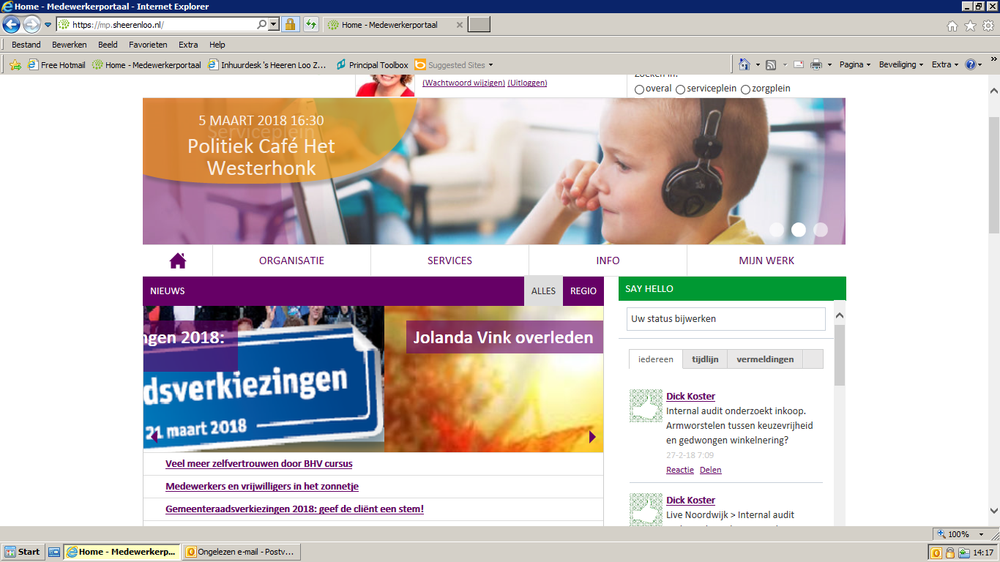 Home - Medewerkerportaal - Internet Explorer
https://mp.sheerenloo.nl/
Home - Medewerkerportaal
Bestand Bewerken Beeld Favorieten Extra Help
Free Hotmail Home - Medewerkerportaal Inhuurdesk 's Heeren Loo Z... Principal Toolbox Suggested Sites
Pagina Beveiliging Extra
Zoeken in:
(Wachtwoord wijzigen) (Uitloggen)
overal serviceplein zorgplein
5 MAART 2018 16:30
Serviceplein
Politiek Café Het
Westerhonk
ORGANISATIE SERVICES INFO MIJN WERK
NIEUWS ALLES REGIO
ngen 2018:
dsverkiezingen
21 maart 2018
Jolanda Vink overleden
Veel meer zelfvertrouwen door BHV cursus
Medewerkers en vrijwilligers in het zonnetje
Gemeenteraadsverkiezingen 2018: geef de cliënt een stem!
SAY HELLO
Uw status bijwerken
iedereen tijdlijn vermeldingen
Dick Koster
Internal audit onderzoekt inkoop.
Armworstelen tussen keuzevrijheid
en gedwongen winkelnering?
27-2-18 7:09
Reactie Delen
Dick Koster
Live Noordwijk > Internal audit
100%
Start Home - Medewerkerp... Ongelezen e-mail - Postv... 14:17